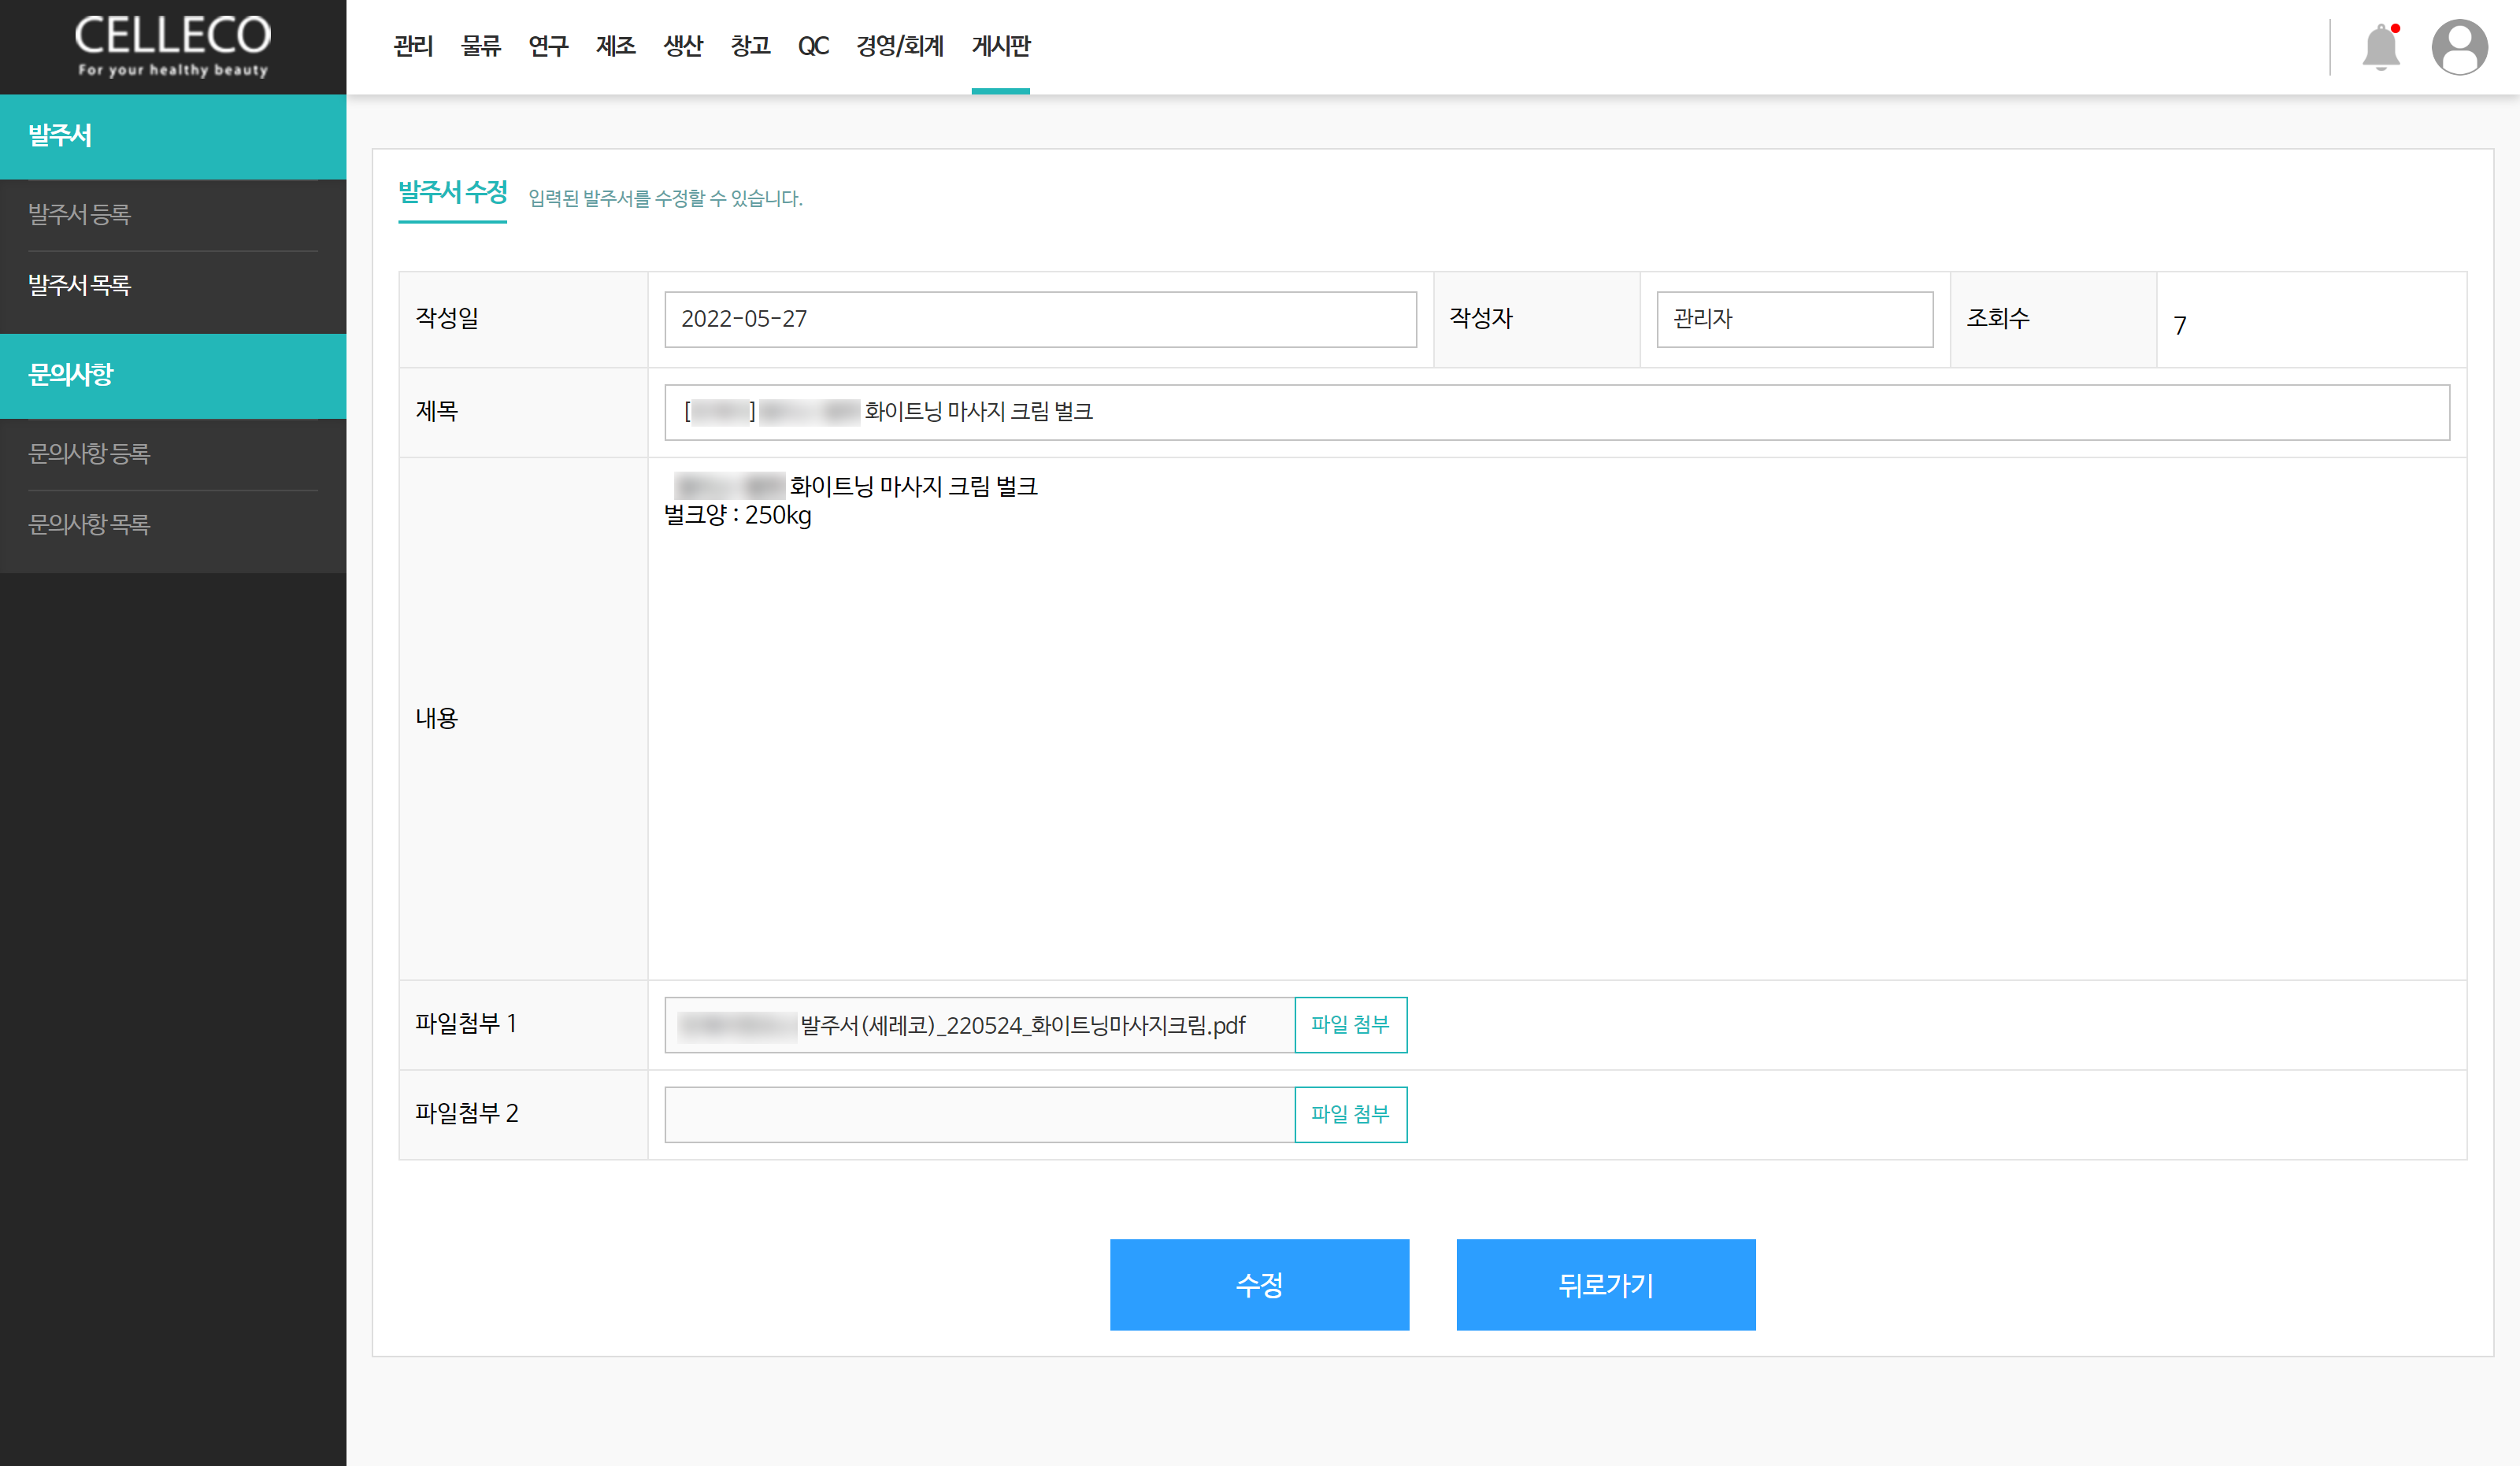 CELLECO
For your healthy beauty
관리 물류 연구 제조 생산 창고 QC 경영/회계 게시판
발주서
발주서 등록
발주서 목록
문의사항
문의사항 등록
문의사항 목록
발주서 수정 입력된 발주서를 수정할 수 있습니다.
작성일 2022-05-27 작성자 관리자 조회수 7
제목 [ ] 화이트닝 마사지 크림 벌크
내용
화이트닝 마사지 크림 벌크
벌크양 : 250kg
파일첨부 1 발주서(세레코)_220524_화이트닝마사지크림.pdf 파일 첨부
파일첨부 2 파일 첨부
수정 뒤로가기